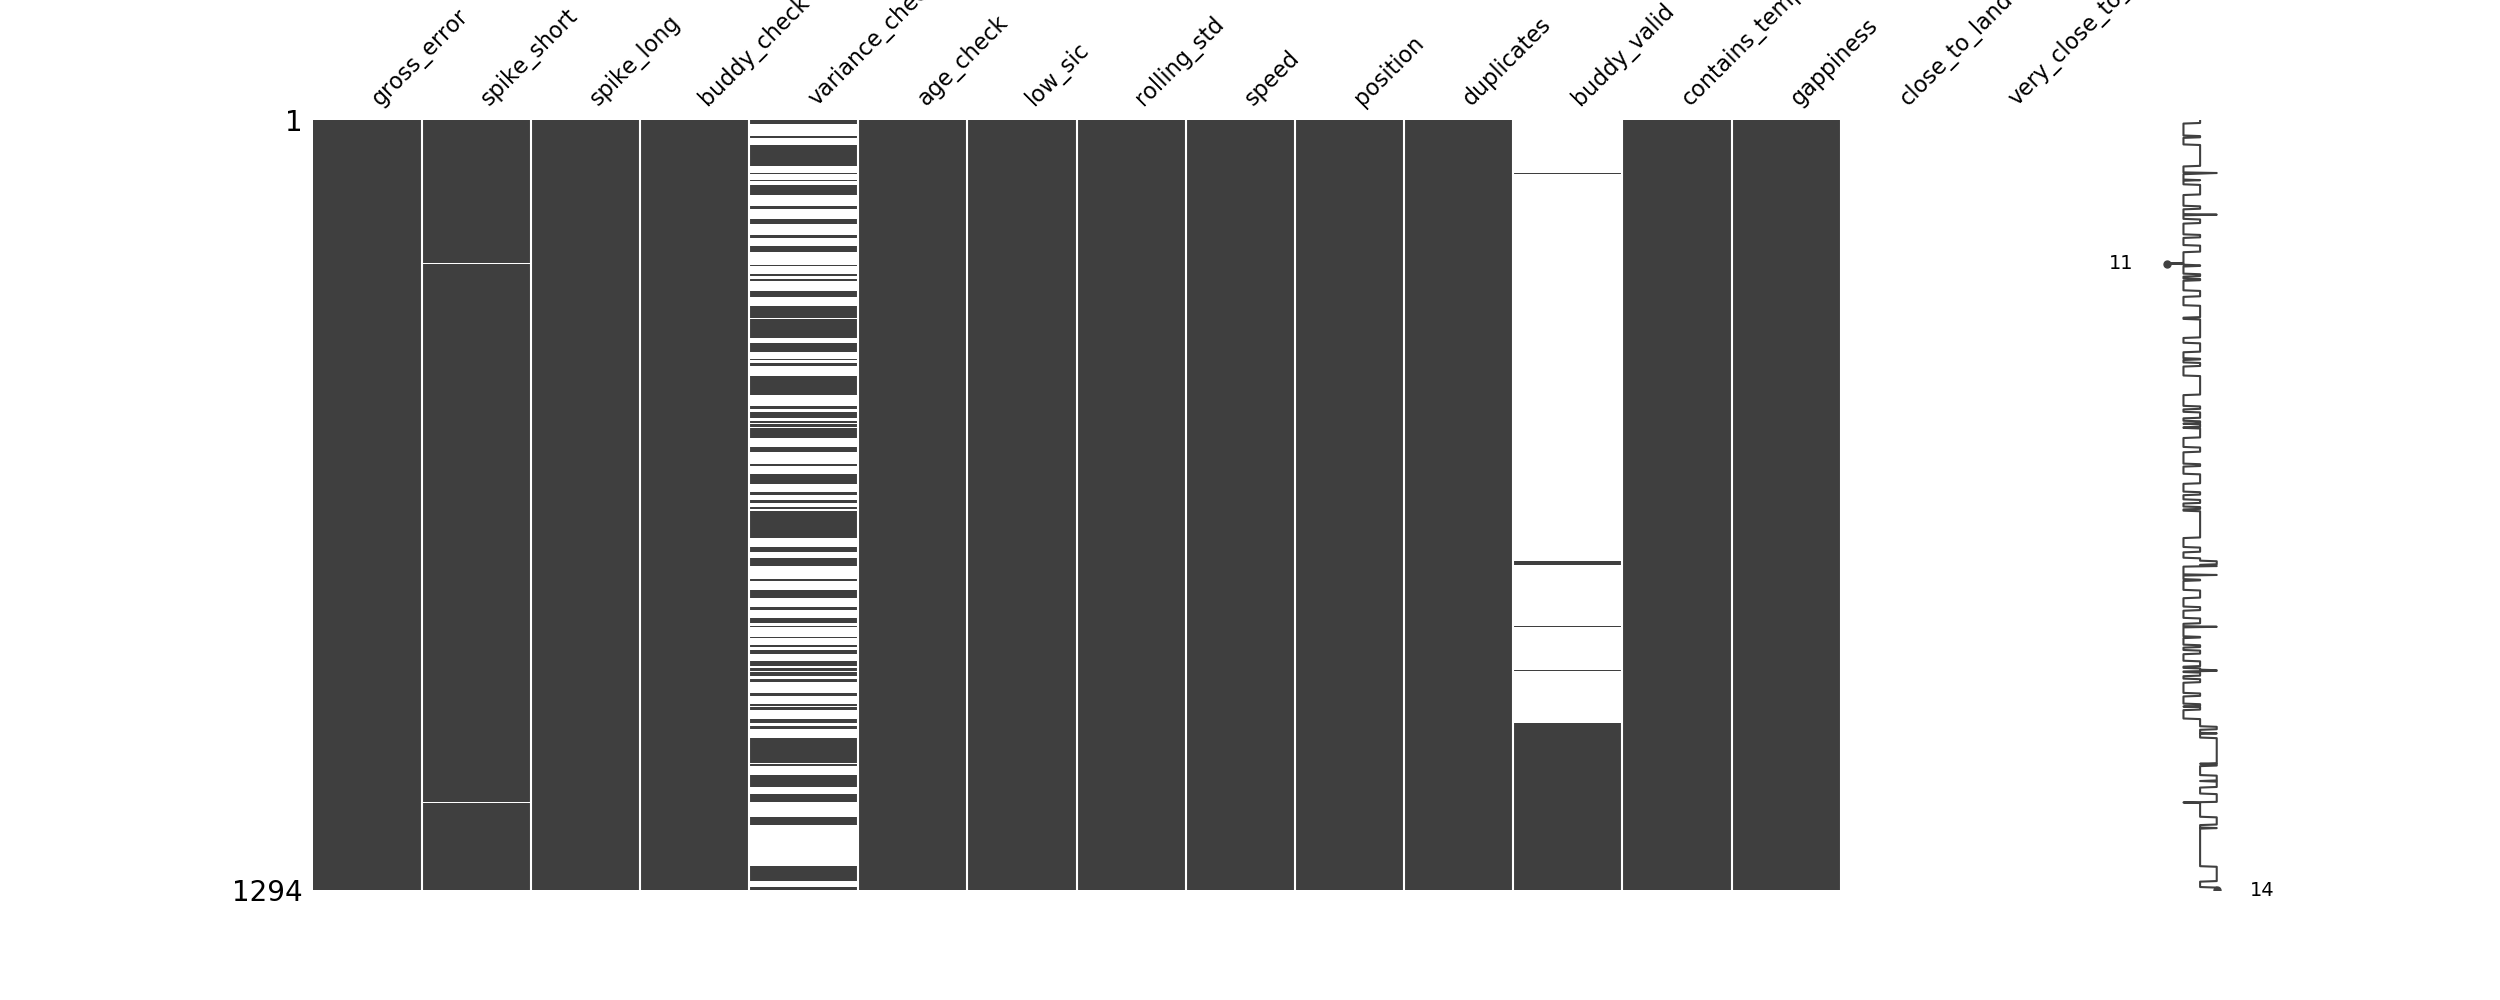 gross_error
spike_short
spike_long
buddy_check
age_check
low_sic
rolling_std
speed
position
duplicates
buddy_valid
gappiness
close_to_land
1
11
1294
14